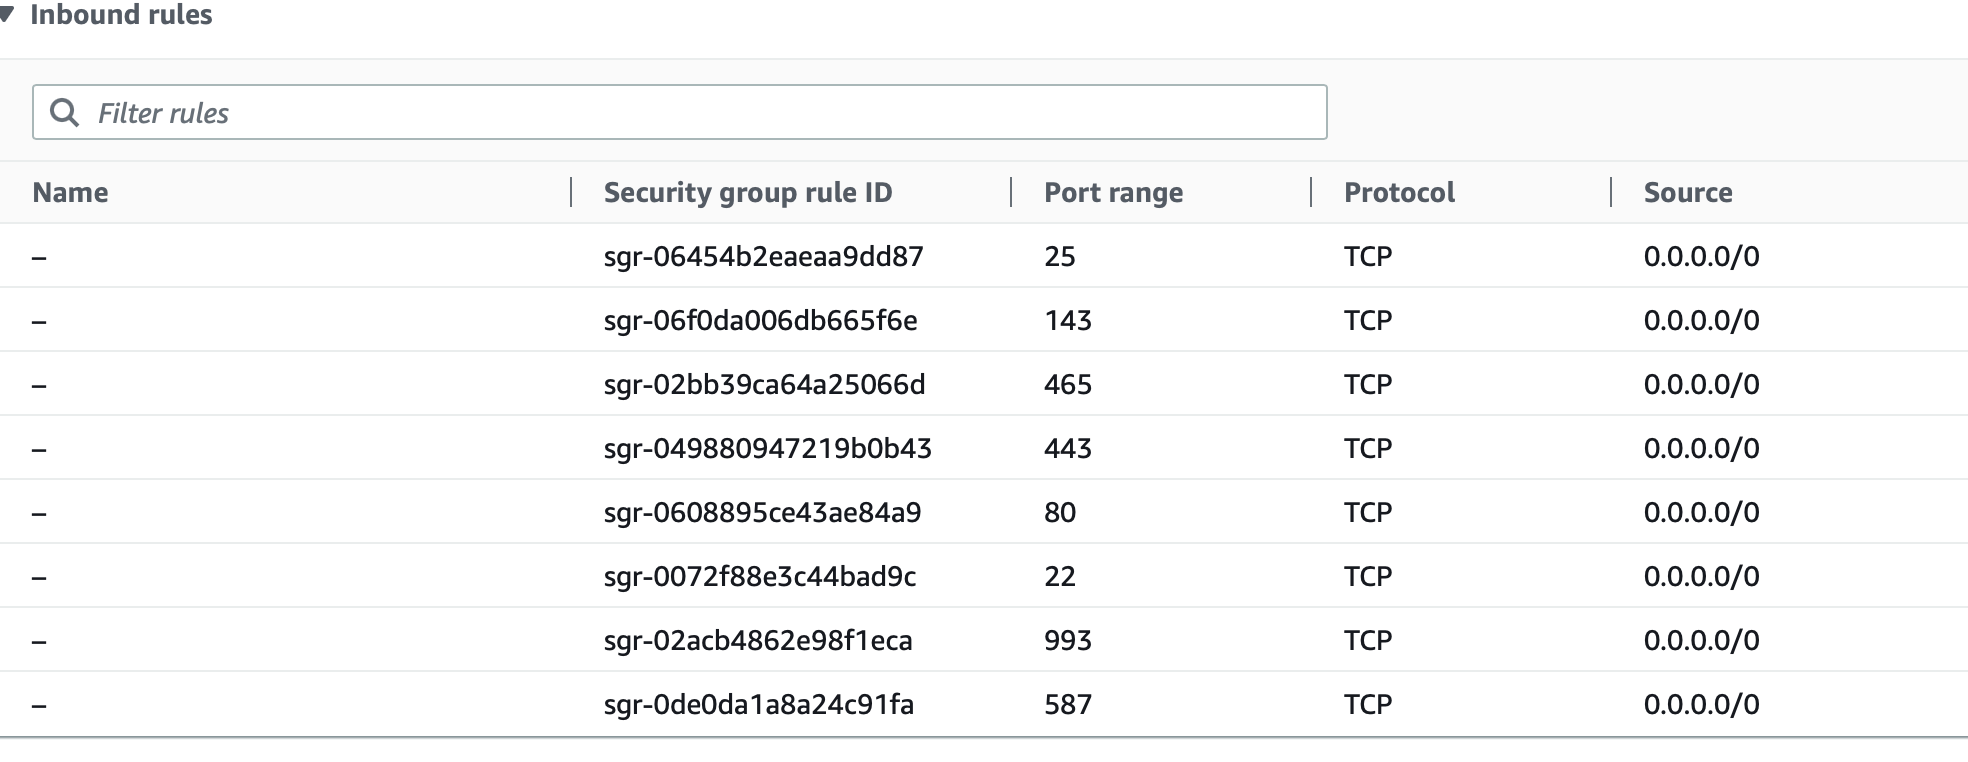 Inbound rules
Filter rules
Name Security group rule ID Port range Protocol Source
– sgr-06454b2eaeaa9dd87 25 TCP 0.0.0.0/0
– sgr-06f0da006db665f6e 143 TCP 0.0.0.0/0
– sgr-02bb39ca64a25066d 465 TCP 0.0.0.0/0
– sgr-049880947219b0b43 443 TCP 0.0.0.0/0
– sgr-0608895ce43ae84a9 80 TCP 0.0.0.0/0
– sgr-0072f88e3c44bad9c 22 TCP 0.0.0.0/0
– sgr-02acb4862e98f1eca 993 TCP 0.0.0.0/0
– sgr-0de0da1a8a24c91fa 587 TCP 0.0.0.0/0